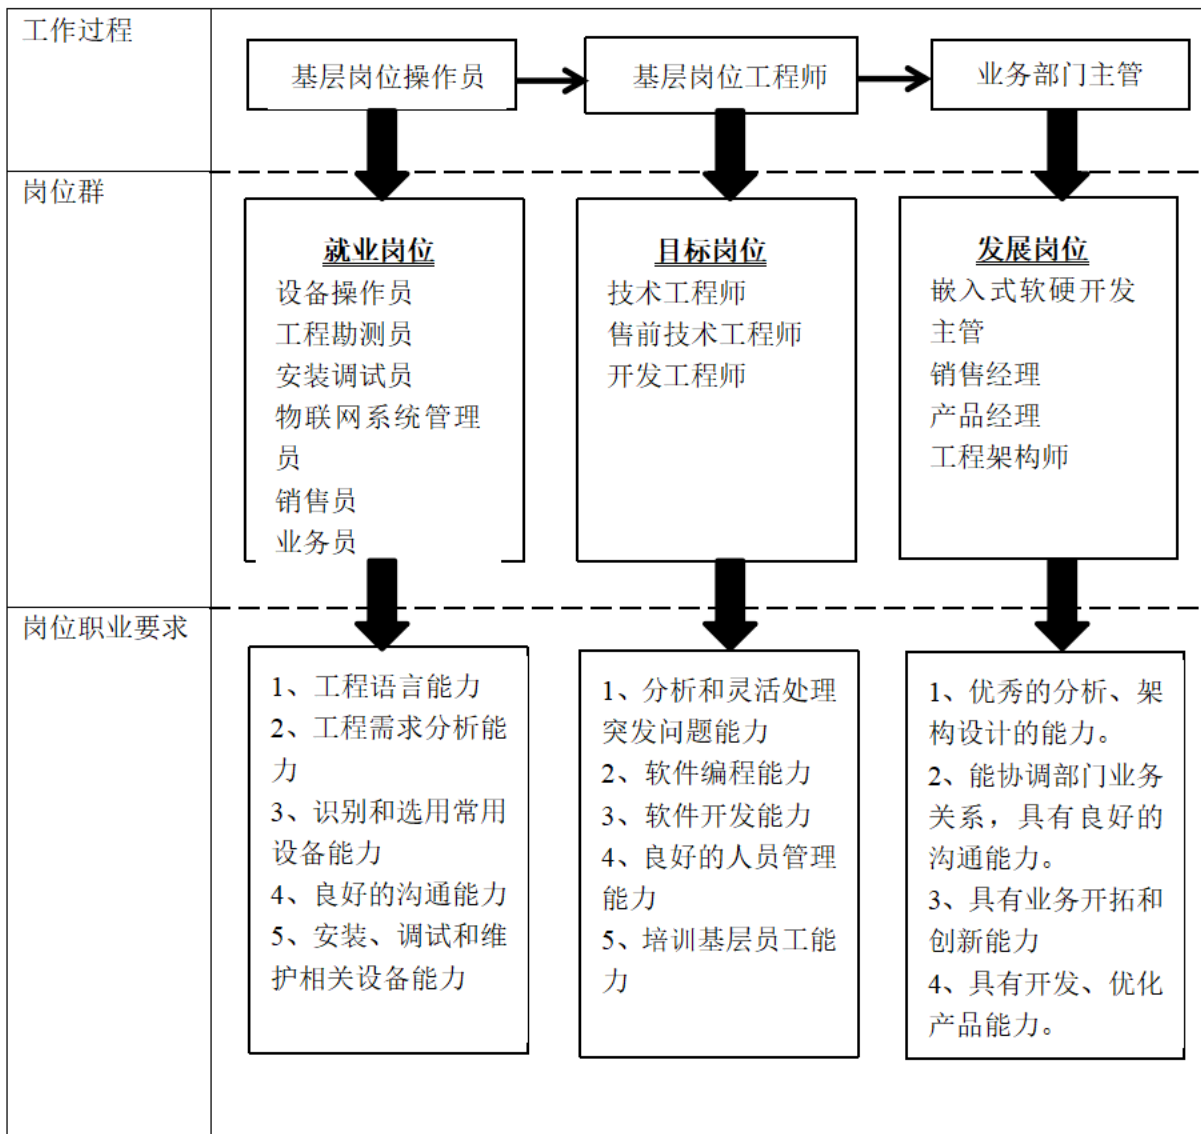 工作过程
基层岗位操作员
基层岗位工程师
业务部门主管
岗位群
就业岗位
设备操作员
工程勘测员
安装调试员
物联网系统管理
员
销售员
业务员
目标岗位
技术工程师
售前技术工程师
开发工程师
发展岗位
嵌入式软硬开发
主管
销售经理
产品经理
工程架构师
岗位职业要求
1、工程语言能力
2、工程需求分析能
力
3、识别和选用常用
设备能力
4、良好的沟通能力
5、安装、调试和维
护相关设备能力
1、分析和灵活处理
突发问题能力
2、软件编程能力
3、软件开发能力
4、良好的人员管理
能力
5、培训基层员工能
力
1、优秀的分析、架
构设计的能力。
2、能协调部门业务
关系，具有良好的
沟通能力。
3、具有业务开拓和
创新能力
4、具有开发、优化
产品能力。